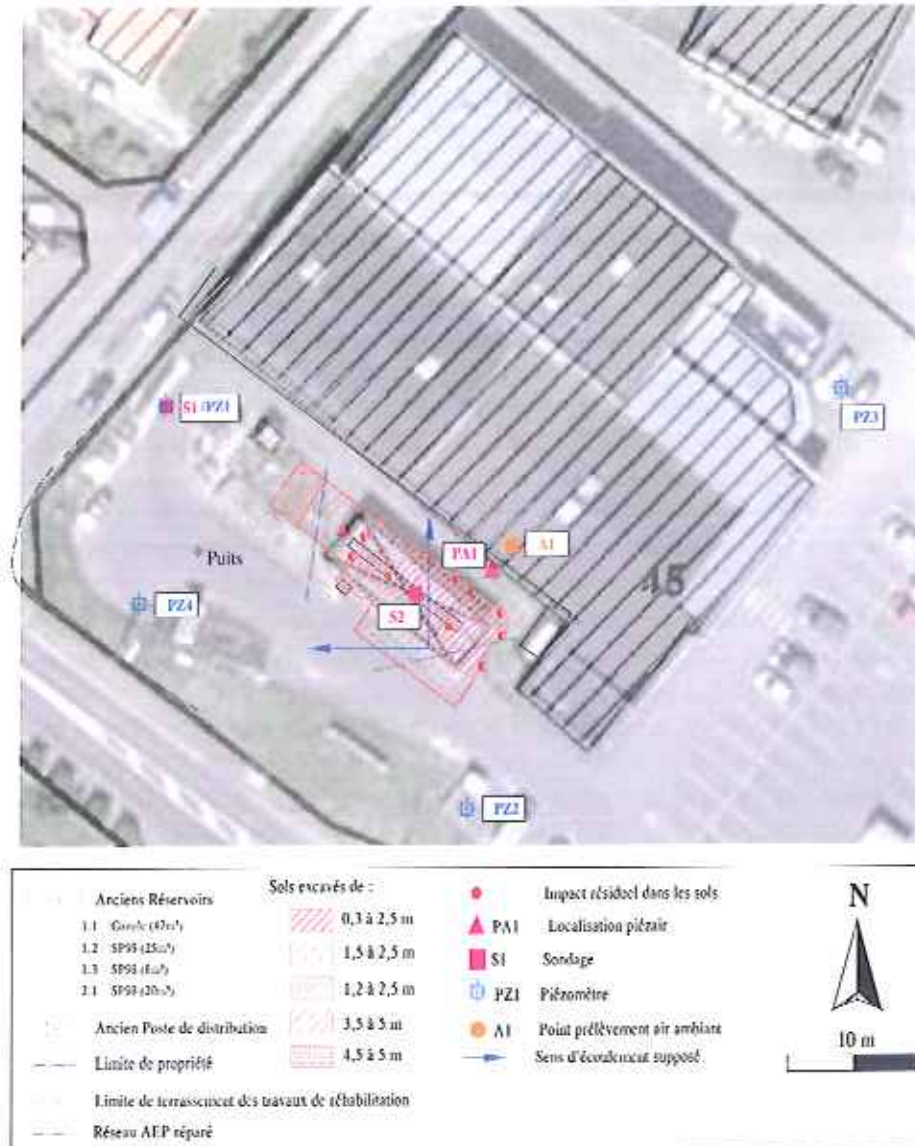 S1/PZ1
PZ3
PA1
A1
45
Puits
PZ4
S2
PZ2
Anciens Réservoirs
1.1 Gazole (47m³)
1.2 SP95 (25m³)
1.3 SP98 (8m³)
2.1 SP98 (20m³)
Ancien Poste de distribution
Limite de propriété
Limite de terrassement des travaux de réhabilitation
Réseau AEP réparé
Sols excavés de :
0,3 à 2,5 m
1,5 à 2,5 m
1,2 à 2,5 m
3,5 à 5 m
4,5 à 5 m
Impact résiduel dans les sols
PA1 Localisation piézair
S1 Sondage
PZ1 Piézomètre
A1 Point prélèvement air ambiant
Sens d'écoulement supposé
N
10 m